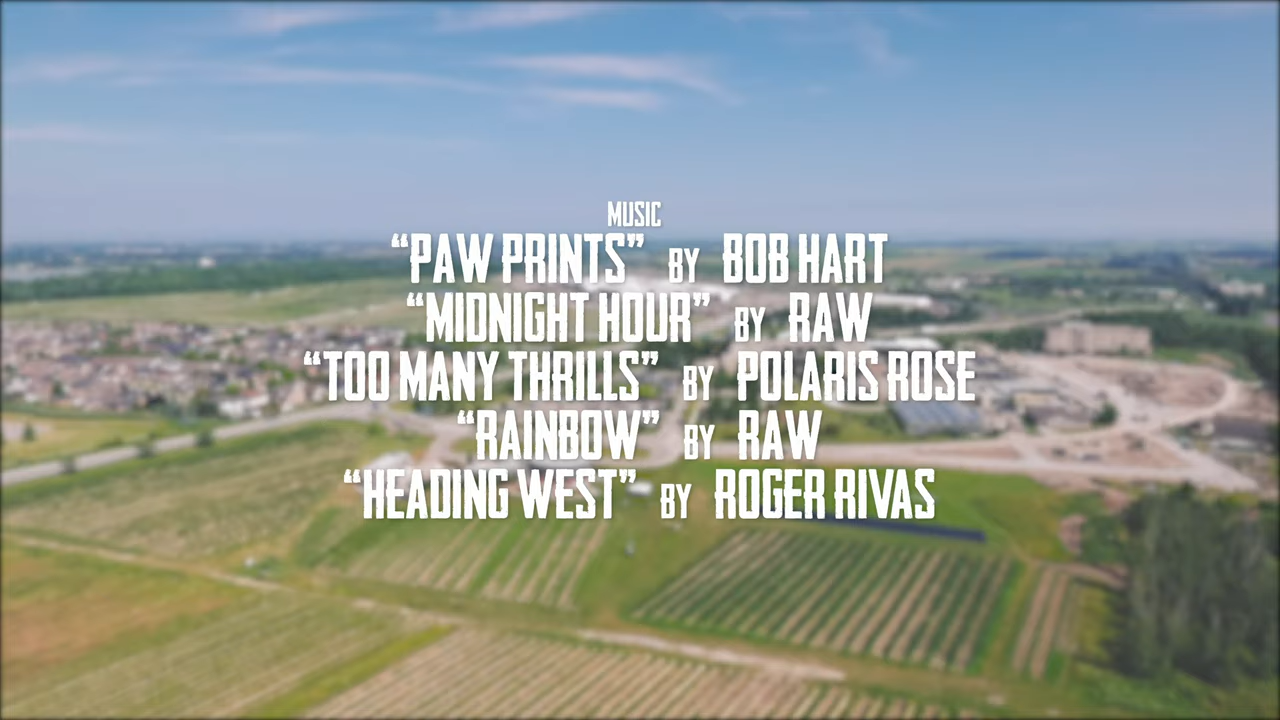 MUSIC
“PAW PRINTS” BY BOB HART
“MIDNIGHT HOUR” BY RAW
“TOO MANY THRILLS” BY POLARIS ROSE
“RAINBOW” BY RAW
“HEADING WEST” BY ROGER RIVAS